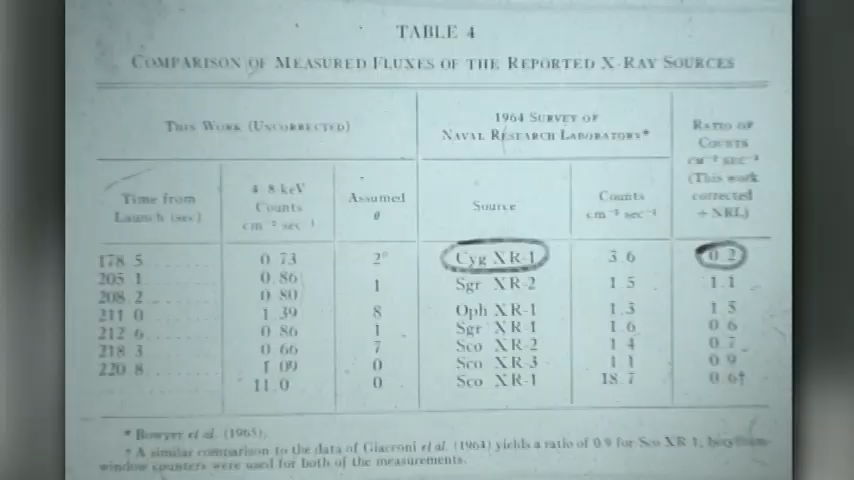 TABLE 4
COMPARISON OF MEASURED FLUXES OF THE REPORTED X-RAY SOURCES
THIS WORK (UNCORRECTED)
1964 SURVEY OF
NAVAL RESEARCH LABORATORY*
RATIO OF
COUNTS
cm⁻² sec⁻¹
(This work
corrected
÷ NRL)
Time from
Launch (sec)
4 8 keV
Counts
cm⁻² sec⁻¹
Assumed
θ
Source
Counts
cm⁻² sec⁻¹
178 5 0 73 2° Cyg XR-1 3 6 0 2
205 1 0.86 1 Sgr XR-2 1 5 1.1
208 2 0 80
211 0 1 39 8 Oph XR-1 1.3 1 5
212 6 0 86 1 Sgr XR-1 1.6 0 6
218 3 0 66 7 Sco XR-2 1 4 0.7
220 8 1 09 0 Sco XR-3 1 1 0 9
11.0 0 Sco XR-1 18.7 0.6†
* Bowyer et al. (1965).
† A similar comparison to the data of Giacconi et al. (1964) yields a ratio of 0.9 for Sco XR 1; beryllium-
window counters were used for both of the measurements.